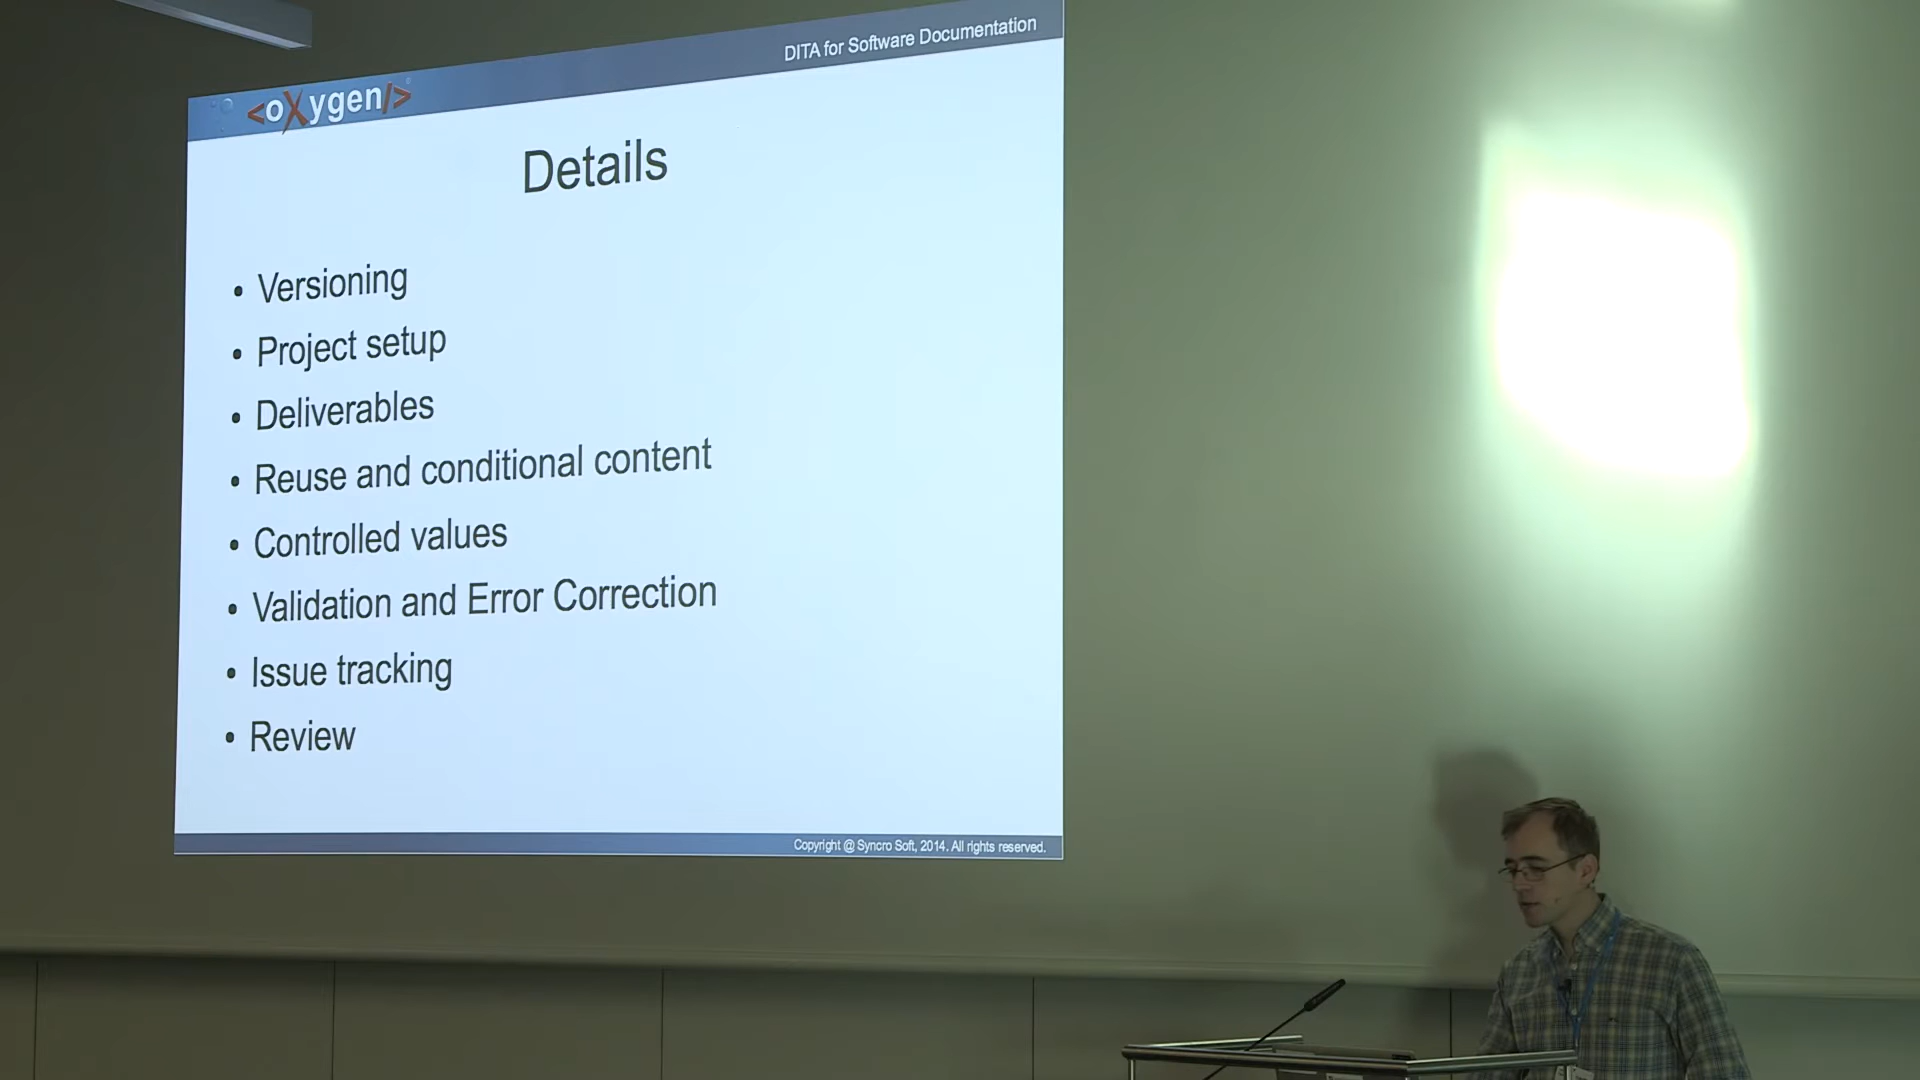 DITA for Software Documentation
<oXygen/>
Details
• Versioning
• Project setup
• Deliverables
• Reuse and conditional content
• Controlled values
• Validation and Error Correction
• Issue tracking
• Review
Copyright @ Syncro Soft, 2014. All rights reserved.